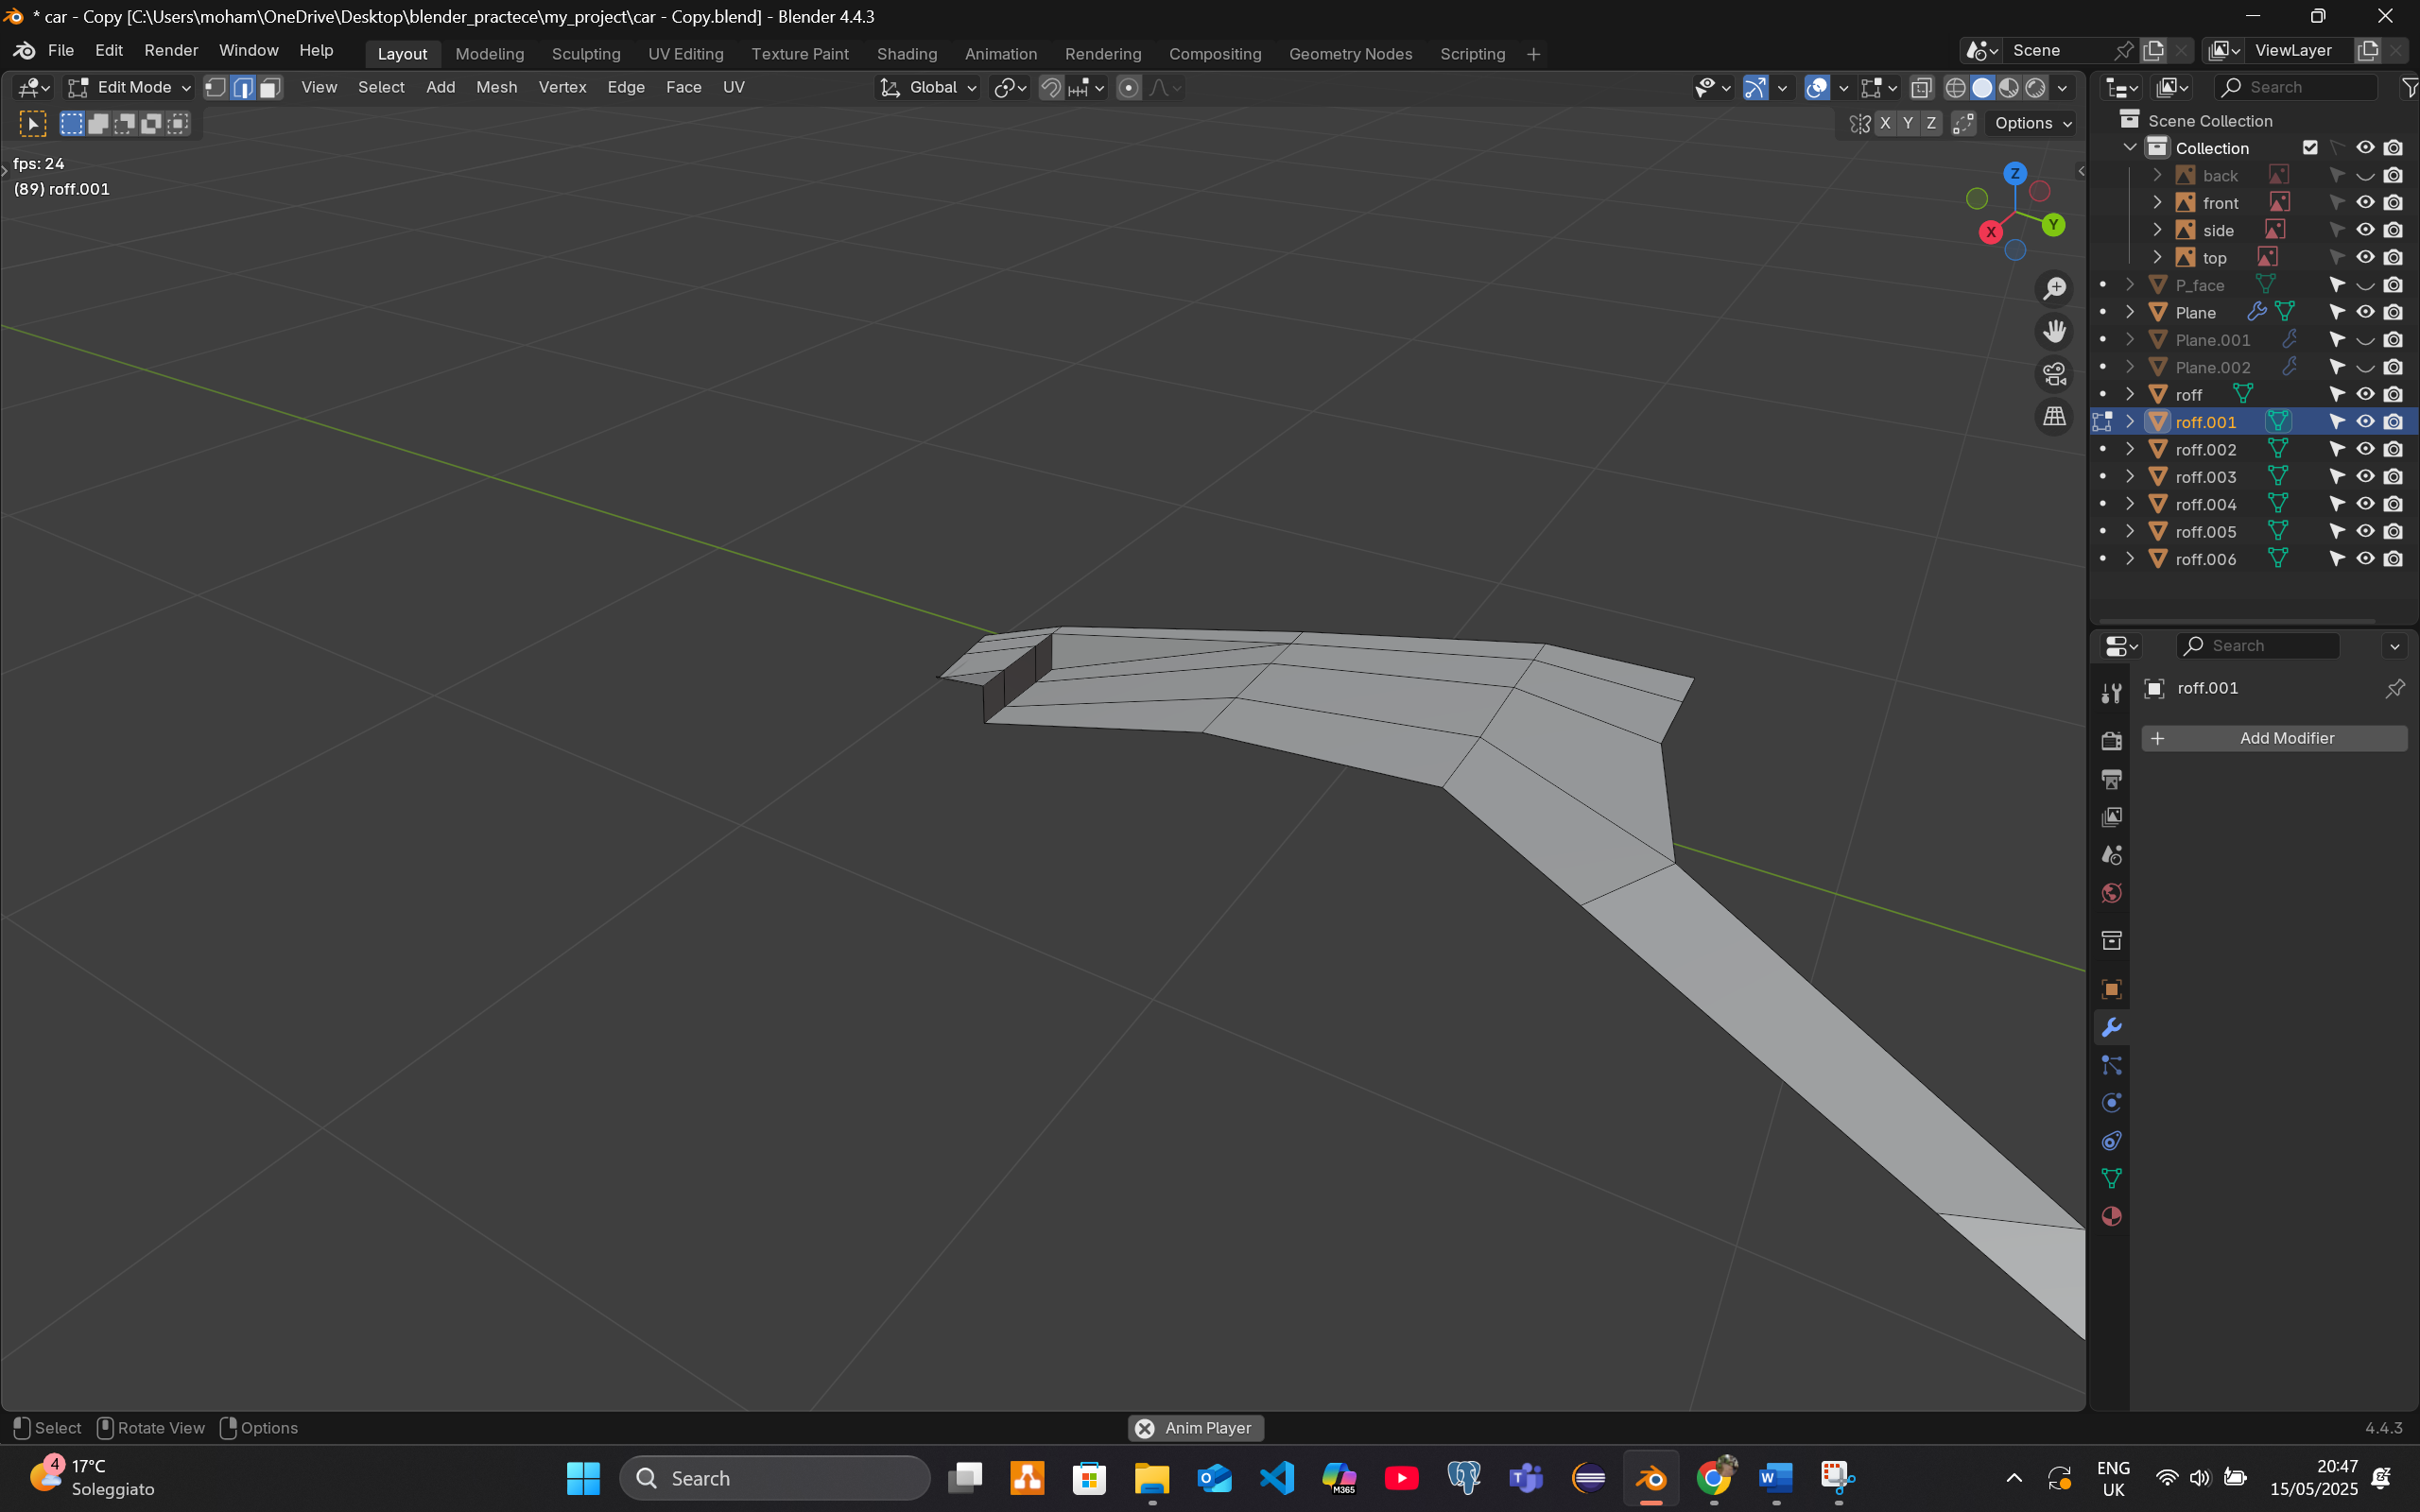 * car - Copy [C:\Users\moham\OneDrive\Desktop\blender_practece\my_project\car - Copy.blend] - Blender 4.4.3
File Edit Render Window Help Layout Modeling Sculpting UV Editing Texture Paint Shading Animation Rendering Compositing Geometry Nodes Scripting + Scene ViewLayer
Edit Mode View Select Add Mesh Vertex Edge Face UV Global Search
X Y Z Options
Scene Collection
Collection
fps: 24
(89) roff.001
Z
Y
X
back
front
side
top
P_face
Plane
Plane.001
Plane.002
roff
roff.001
roff.002
roff.003
roff.004
roff.005
roff.006
Search
roff.001
+ Add Modifier
Select Rotate View Options Anim Player 4.4.3
4 17°C
Soleggiato
Search
M365
ENG
UK
20:47
15/05/2025